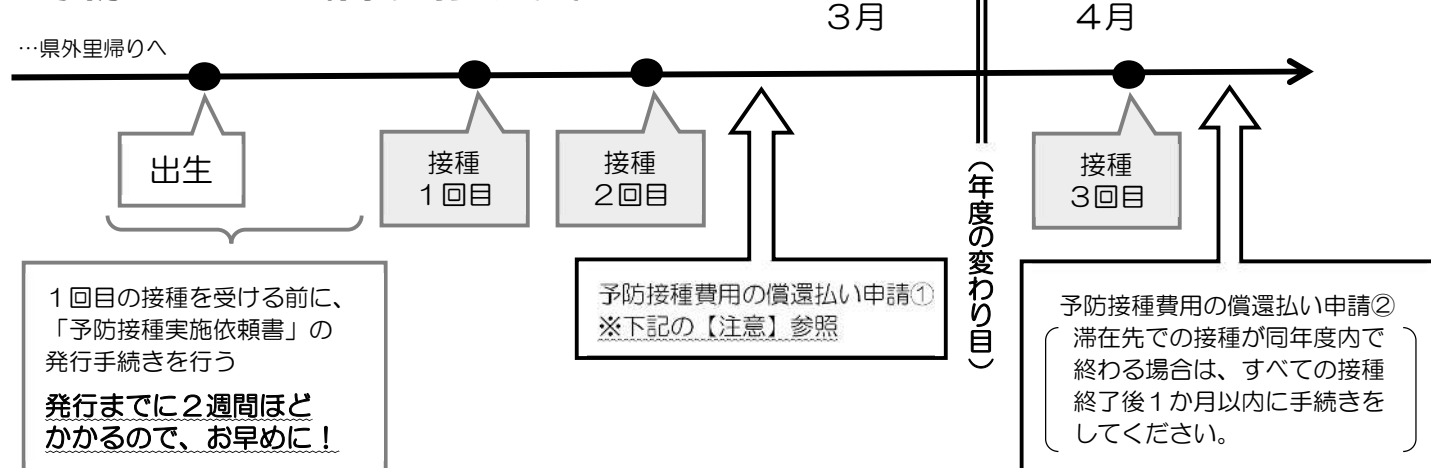 3月
4月
…県外里帰りへ
出生
接種
1回目
接種
2回目
接種
3回目
（年度の変わり目）
1回目の接種を受ける前に、
「予防接種実施依頼書」の
発行手続きを行う
発行までに2週間ほど
かかるので、お早めに！
予防接種費用の償還払い申請①
※下記の【注意】参照
予防接種費用の償還払い申請②
滞在先での接種が同年度内で
終わる場合は、すべての接種
終了後1か月以内に手続きを
してください。